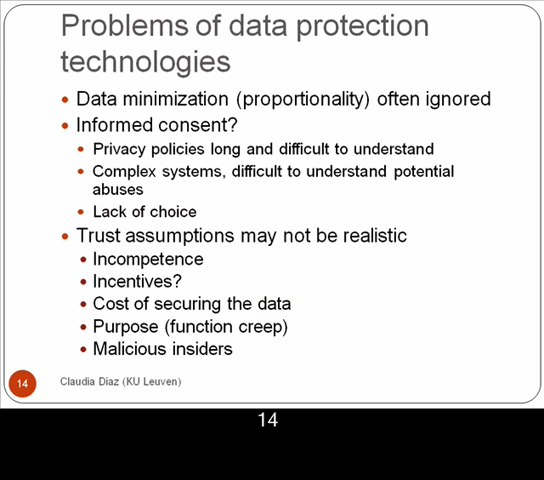 Problems of data protection
technologies
• Data minimization (proportionality) often ignored
• Informed consent?
• Privacy policies long and difficult to understand
• Complex systems, difficult to understand potential
abuses
• Lack of choice
• Trust assumptions may not be realistic
• Incompetence
• Incentives?
• Cost of securing the data
• Purpose (function creep)
• Malicious insiders
14 Claudia Diaz (KU Leuven)
14